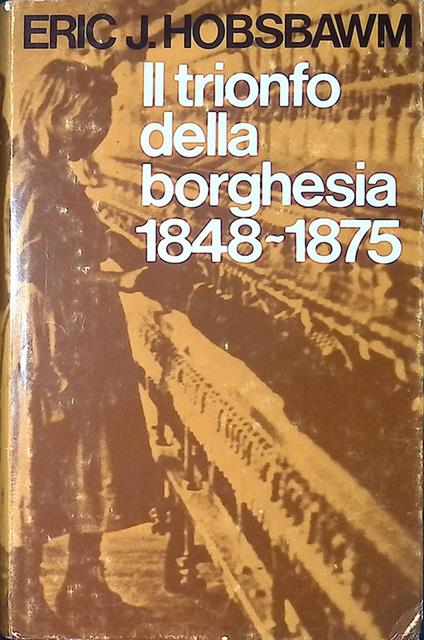 ERIC J. HOBSBAWM
Il trionfo
della
borghesia
1848-1875